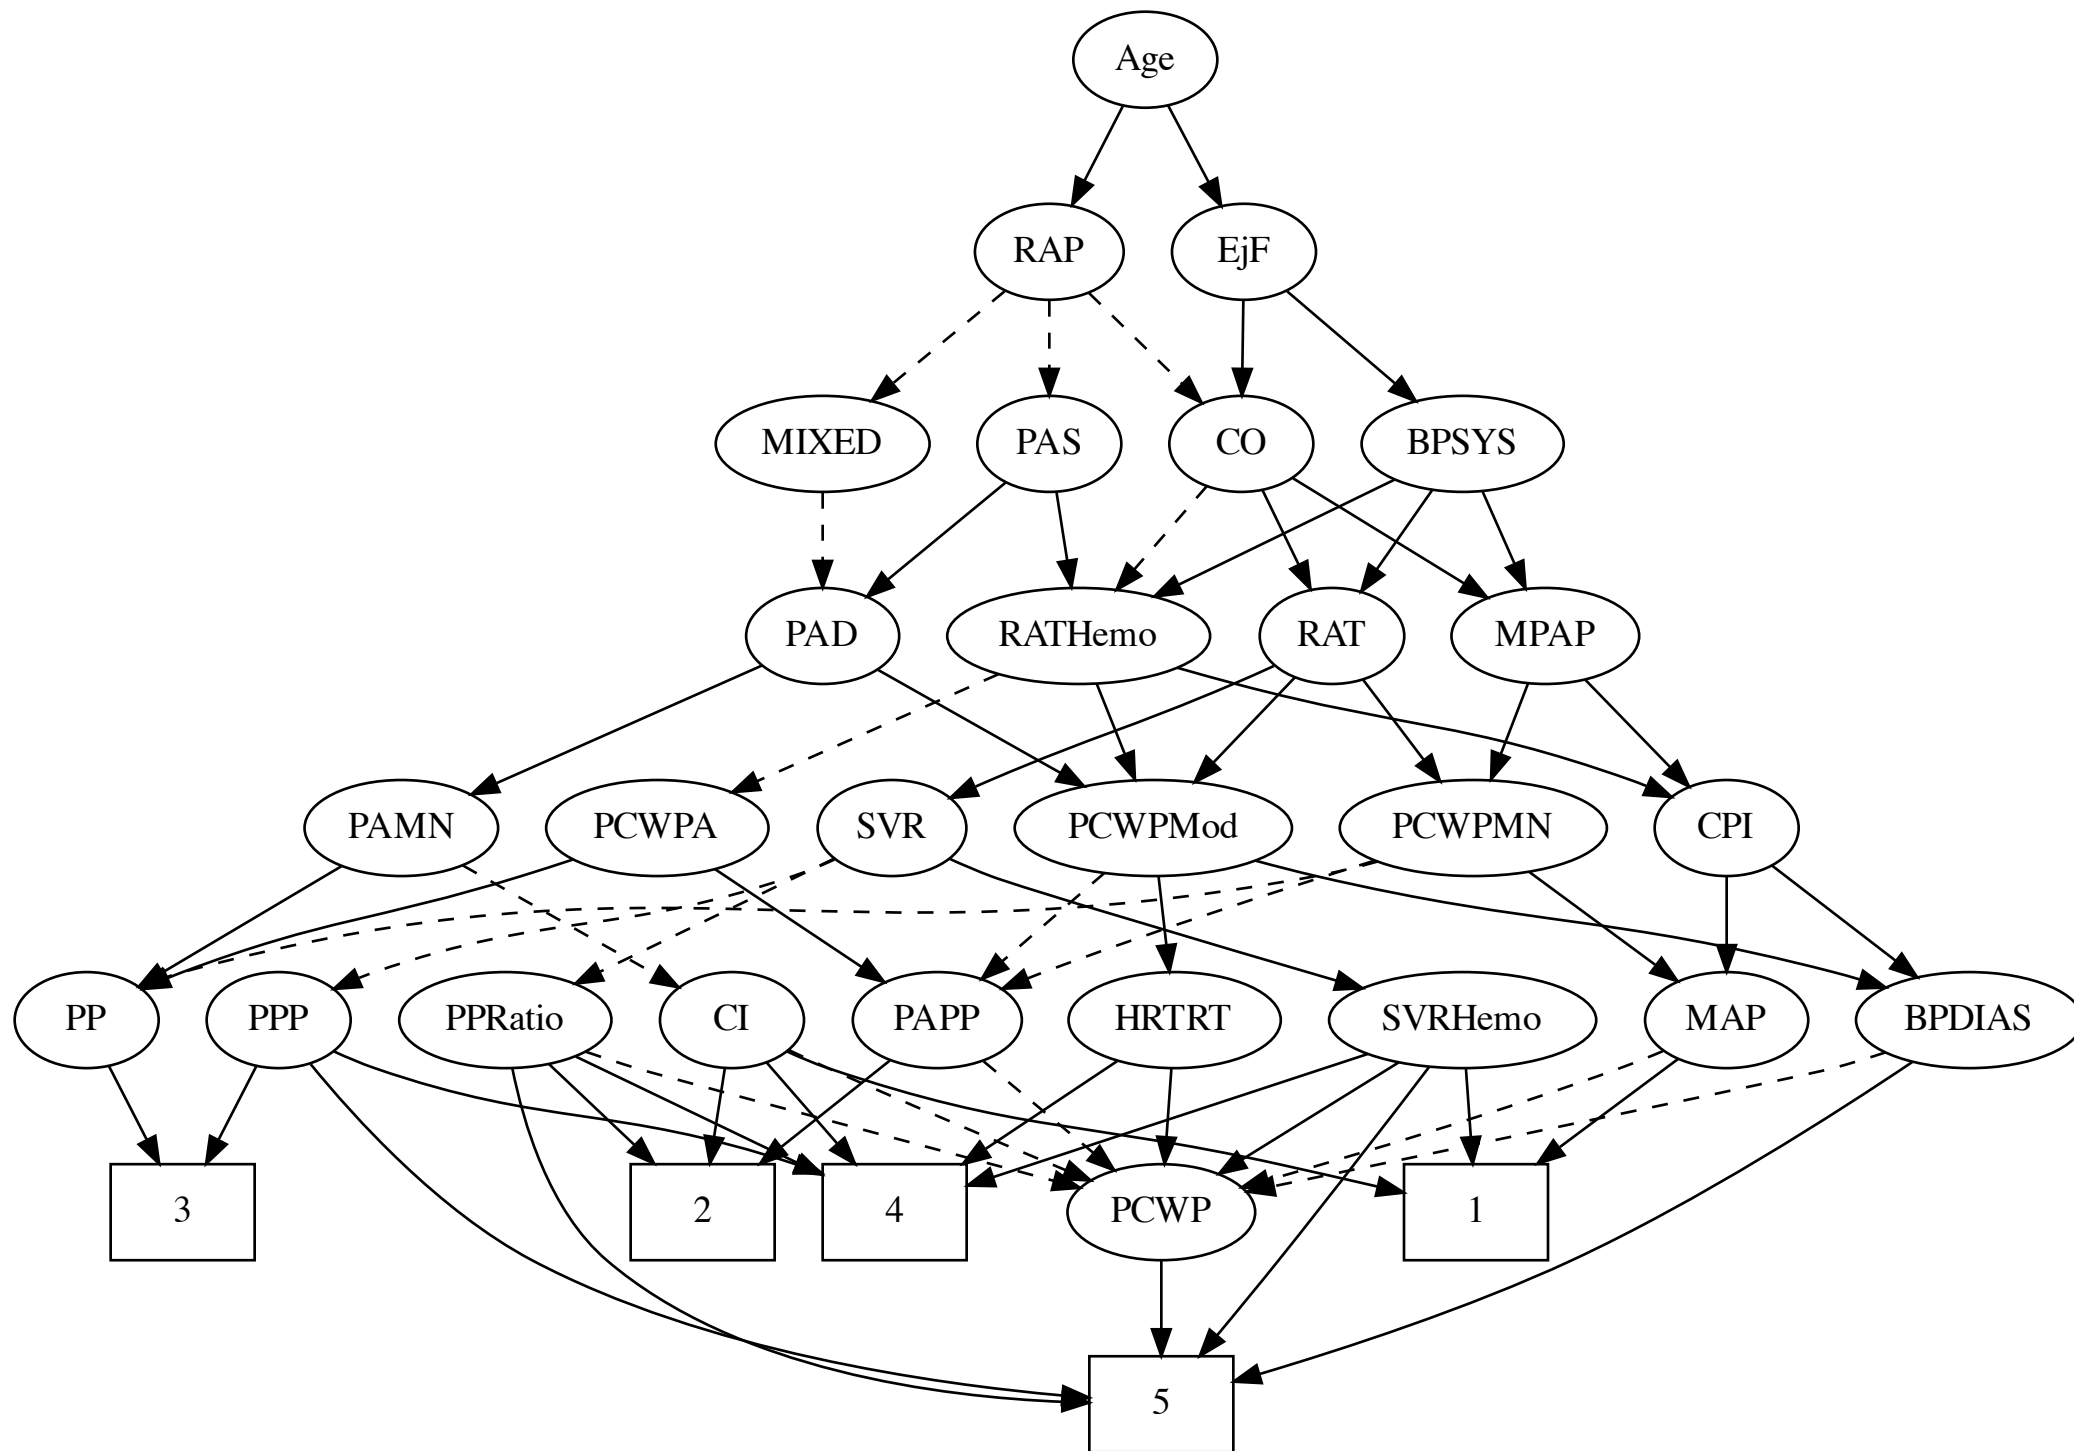 Age
RAP
EjF
MIXED
PAS
CO
BPSYS
PAD
RATHemo
RAT
MPAP
PAMN
PCWPA
SVR
PCWPMod
PCWPMN
CPI
PP
PPP
PPRatio
CI
PAPP
HRTRT
SVRHemo
MAP
BPDIAS
3
2
4
PCWP
1
5